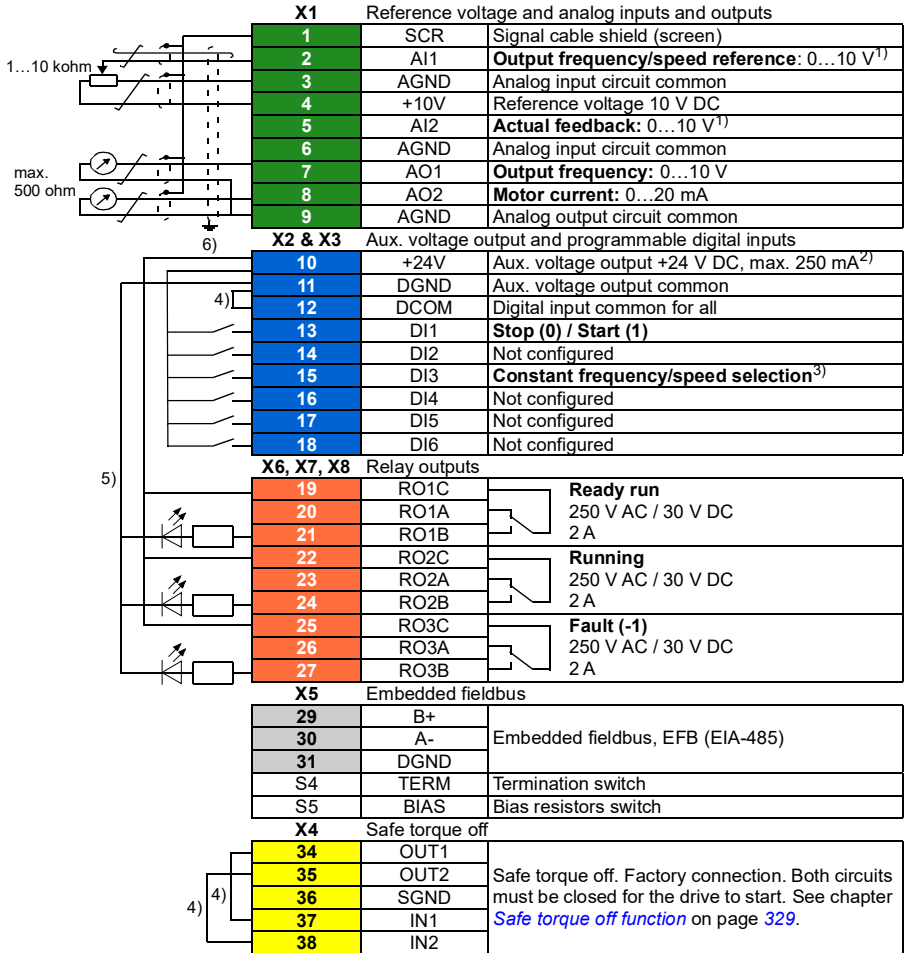 X1 Reference voltage and analog inputs and outputs
1 SCR Signal cable shield (screen)
1…10 kohm 2 AI1 Output frequency/speed reference: 0…10 V1)
3 AGND Analog input circuit common
4 +10V Reference voltage 10 V DC
5 AI2 Actual feedback: 0…10 V1)
6 AGND Analog input circuit common
max. 7 AO1 Output frequency: 0…10 V
500 ohm 8 AO2 Motor current: 0…20 mA
9 AGND Analog output circuit common
6) X2 & X3 Aux. voltage output and programmable digital inputs
10 +24V Aux. voltage output +24 V DC, max. 250 mA2)
11 DGND Aux. voltage output common
4) 12 DCOM Digital input common for all
13 DI1 Stop (0) / Start (1)
14 DI2 Not configured
15 DI3 Constant frequency/speed selection3)
16 DI4 Not configured
17 DI5 Not configured
18 DI6 Not configured
5) X6, X7, X8 Relay outputs
19 RO1C Ready run
20 RO1A 250 V AC / 30 V DC
21 RO1B 2 A
22 RO2C Running
23 RO2A 250 V AC / 30 V DC
24 RO2B 2 A
25 RO3C Fault (-1)
26 RO3A 250 V AC / 30 V DC
27 RO3B 2 A
X5 Embedded fieldbus
29 B+
30 A- Embedded fieldbus, EFB (EIA-485)
31 DGND
S4 TERM Termination switch
S5 BIAS Bias resistors switch
X4 Safe torque off
34 OUT1
35 OUT2 Safe torque off. Factory connection. Both circuits
4) 4) 36 SGND must be closed for the drive to start. See chapter
37 IN1 Safe torque off function on page 329.
38 IN2